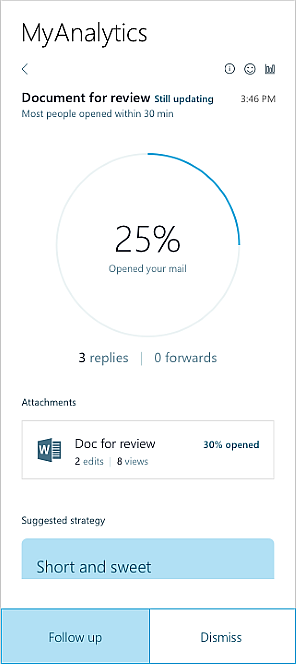 MyAnalytics
Document for review Still updating 3:46 PM
Most people opened within 30 min
25%
Opened your mail
3 replies | 0 forwards
Attachments
W Doc for review 30% opened
2 edits | 8 views
Suggested strategy
Short and sweet
Follow up Dismiss